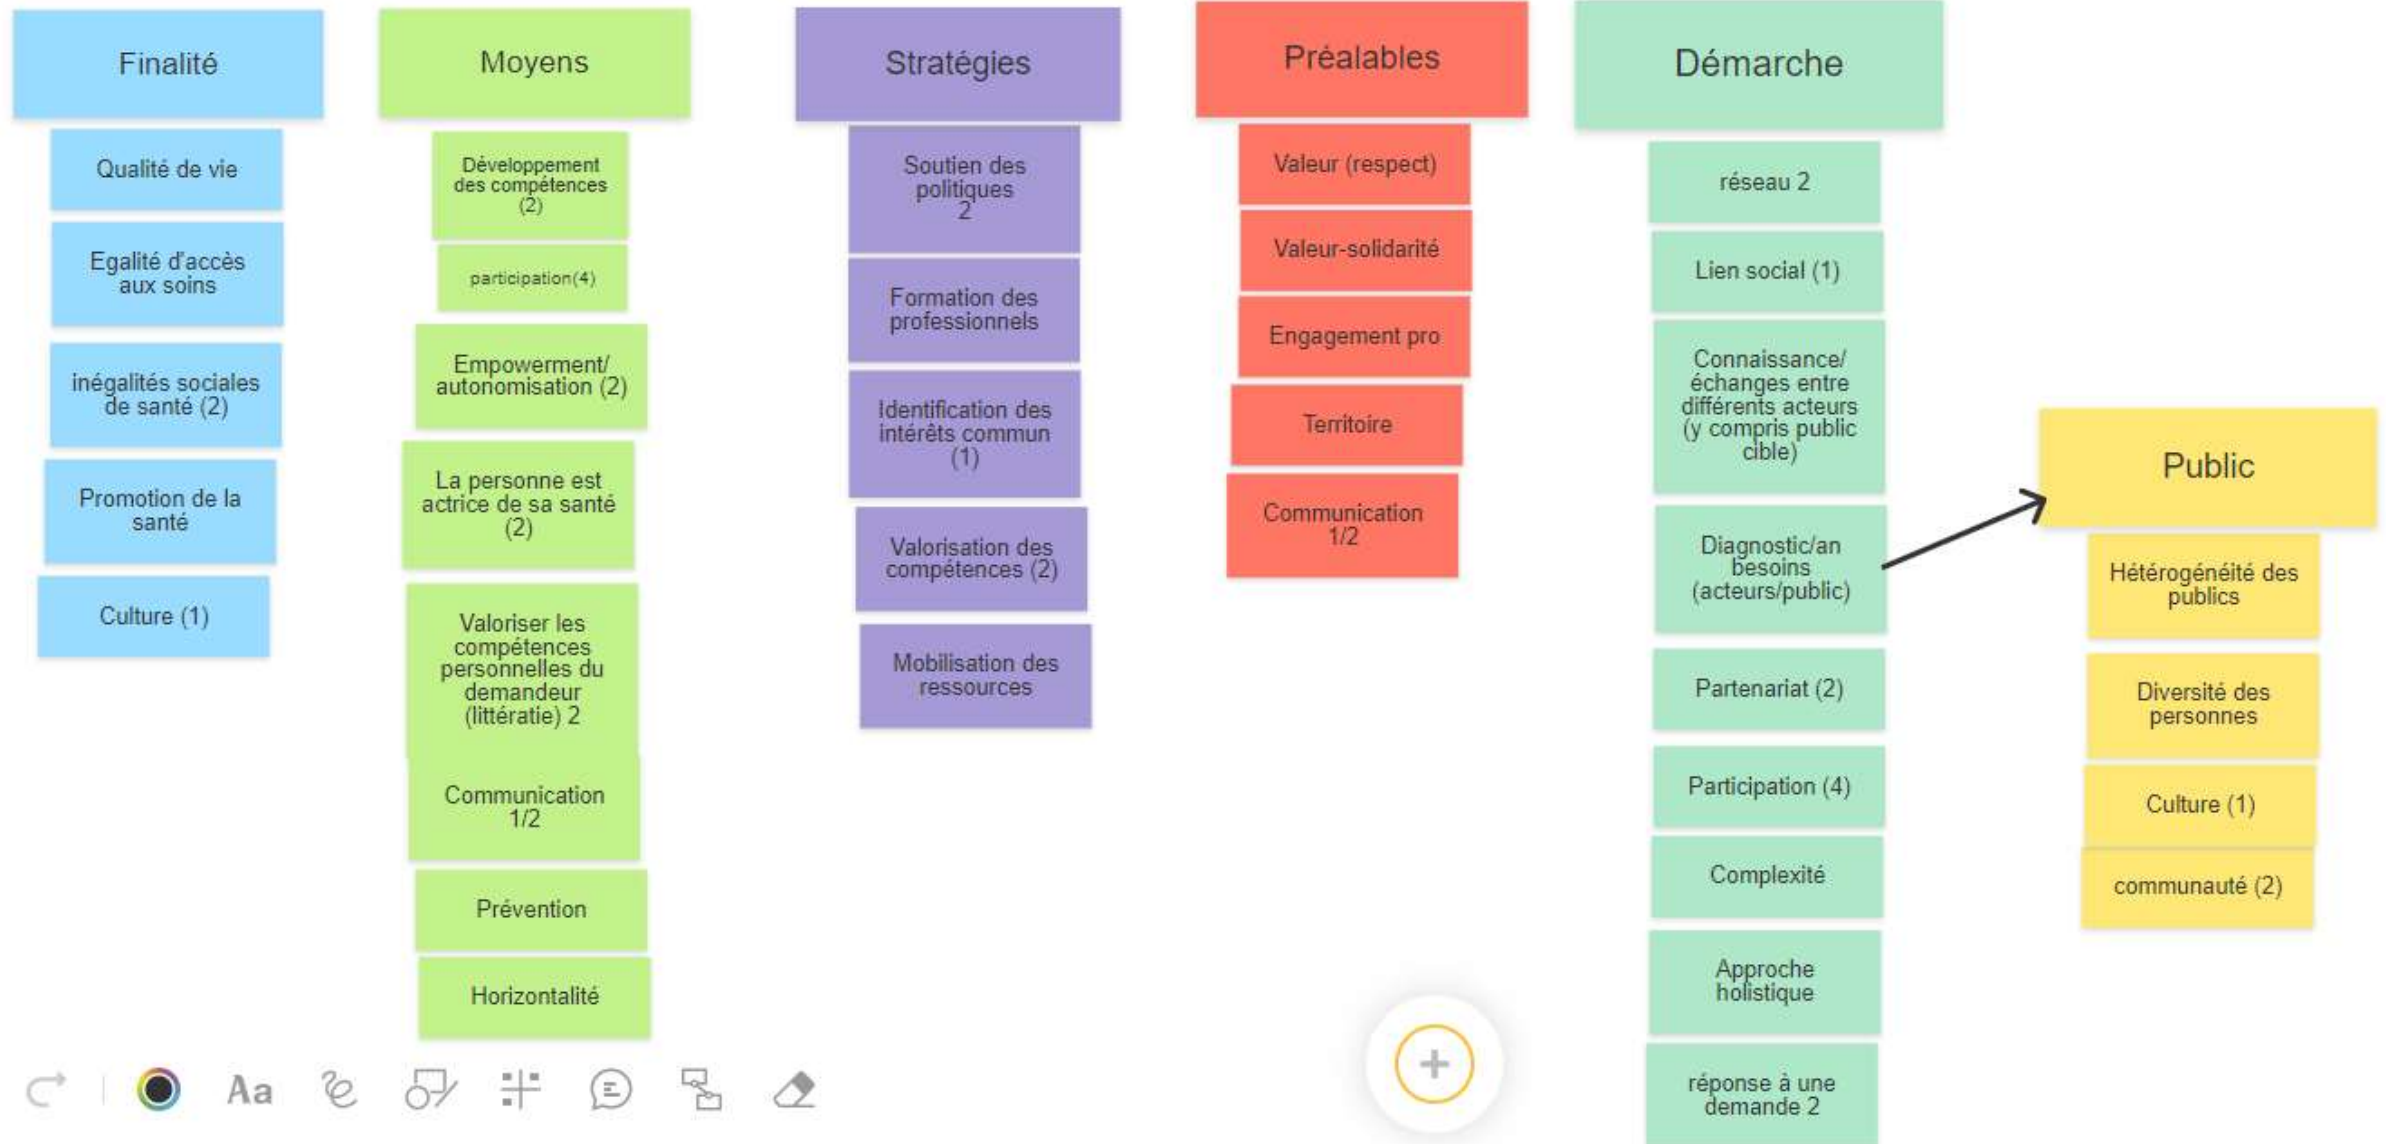 Finalité
Qualité de vie
Egalité d'accès
aux soins
inégalités sociales
de santé (2)
Promotion de la
santé
Culture (1)
Moyens
Développement
des compétences
(2)
participation(4)
Empowerment/
autonomisation (2)
La personne est
actrice de sa santé
(2)
Valoriser les
compétences
personnelles du
demandeur
(littératie) 2
Communication
1/2
Prévention
Horizontalité
Stratégies
Soutien des
politiques
2
Formation des
professionnels
Identification des
intérêts commun
(1)
Valorisation des
compétences (2)
Mobilisation des
ressources
Préalables
Valeur (respect)
Valeur-solidarité
Engagement pro
Territoire
Communication
1/2
Démarche
réseau 2
Lien social (1)
Connaissance/
échanges entre
différents acteurs
(y compris public
cible)
Diagnostic/an
besoins
(acteurs/public)
Partenariat (2)
Participation (4)
Complexité
Approche
holistique
réponse à une
demande 2
Public
Hétérogénéité des
publics
Diversité des
personnes
Culture (1)
communauté (2)
Aa